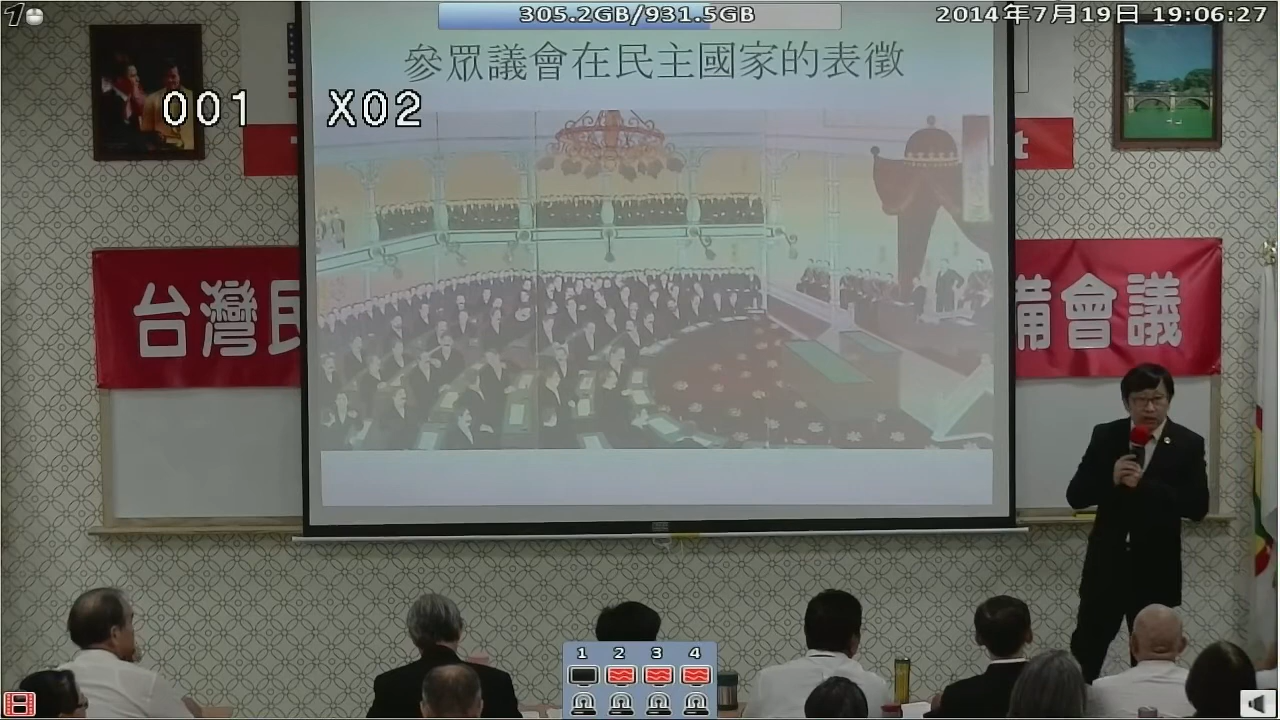 305.2GB/931.5GB
2014年7月19日 19:06:27
參眾議會在民主國家的表徵
001 X02
t
台灣民
備會議
1 2 3 4